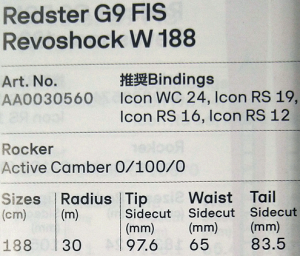 Redster G9 FIS
Revoshock W 188
Art. No.
推奨Bindings
AA0030560
Icon WC 24, Icon RS 19,
Icon RS 16, Icon RS 12
Rocker
Active Camber 0/100/0
Sizes Radius Tip Waist Tail
(cm) (m) Sidecut Sidecut Sidecut
(mm) (mm) (mm)
188 30 97.6 65 83.5